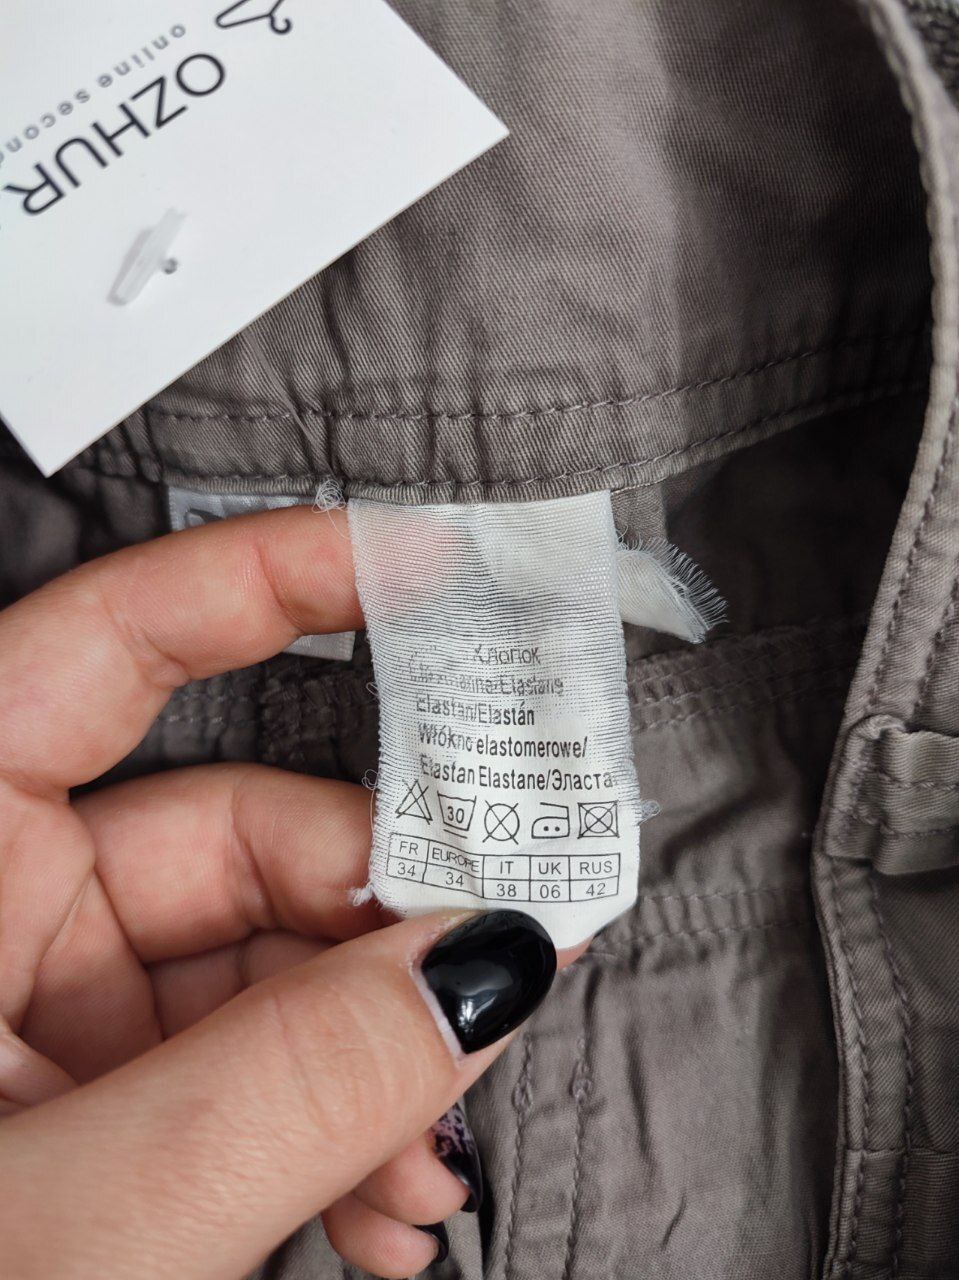 OZHUR
online second
Хлопок
Elastan/Elastán
Włókno elastomerowe/
Elastan Elastane/Эласта
30
FR EUROPE IT UK RUS
34 34 38 06 42